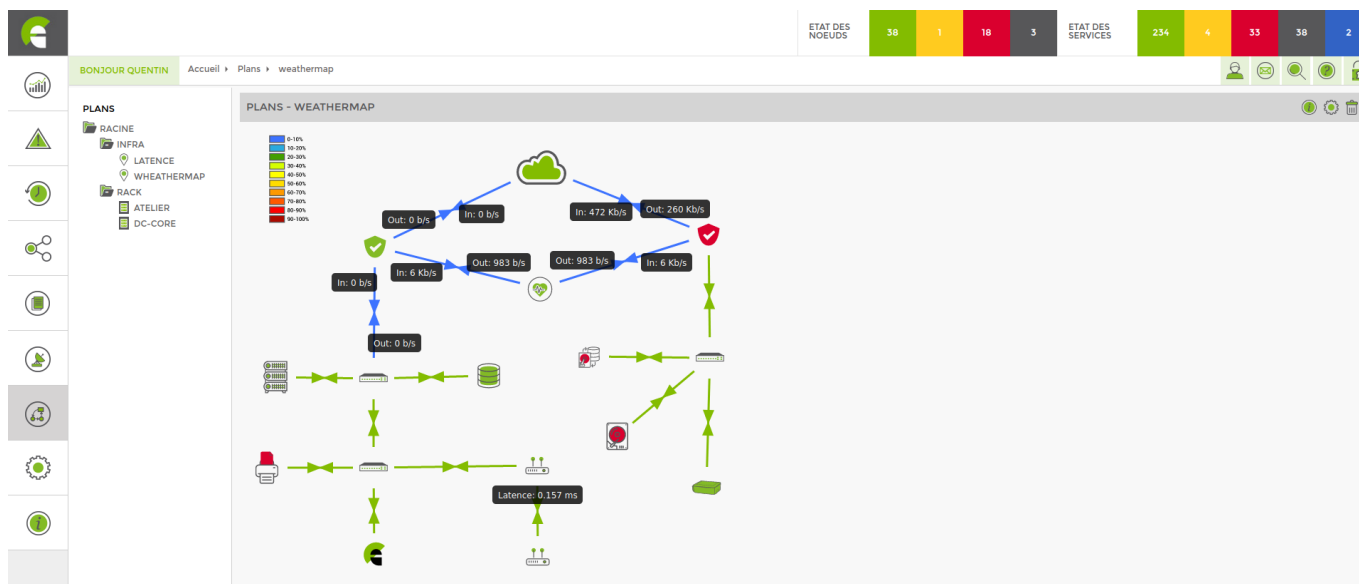 ETAT DES
NOEUDS
38 1 18 3
ETAT DES
SERVICES
234 4 33 38 2
BONJOUR QUENTIN
Accueil Plans weathermap
PLANS
RACINE
INFRA
LATENCE
WHEATHERMAP
RACK
ATELIER
DC-CORE
PLANS - WEATHERMAP
0-10%
10-20%
20-30%
30-40%
40-50%
50-60%
60-70%
70-80%
80-90%
90-100%
Out: 0 b/s
In: 0 b/s
In: 472 Kb/s
Out: 260 Kb/s
In: 6 Kb/s
Out: 983 b/s
Out: 983 b/s
In: 6 Kb/s
In: 0 b/s
Out: 0 b/s
Latence: 0.157 ms